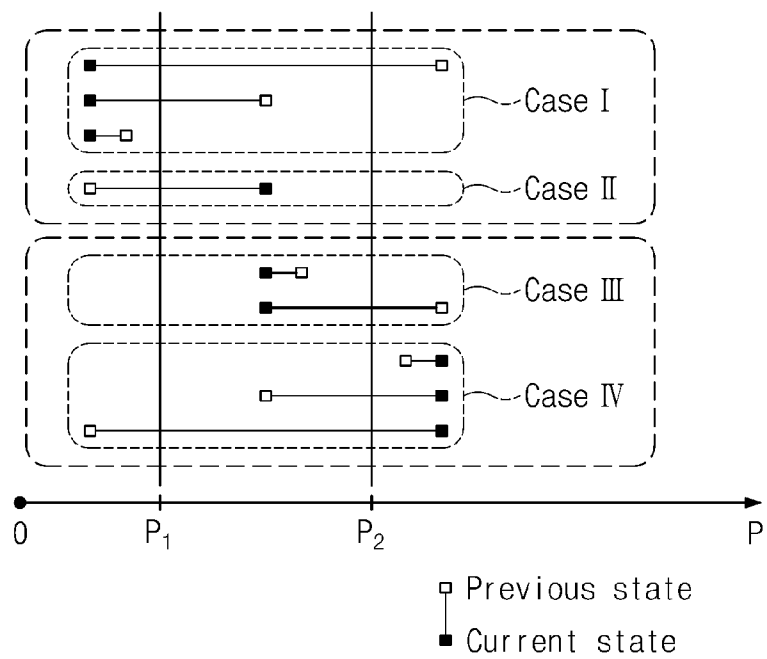 Case Ⅰ
Case Ⅱ
Case Ⅲ
Case Ⅳ
0 P₁ P₂ P
Previous state
Current state